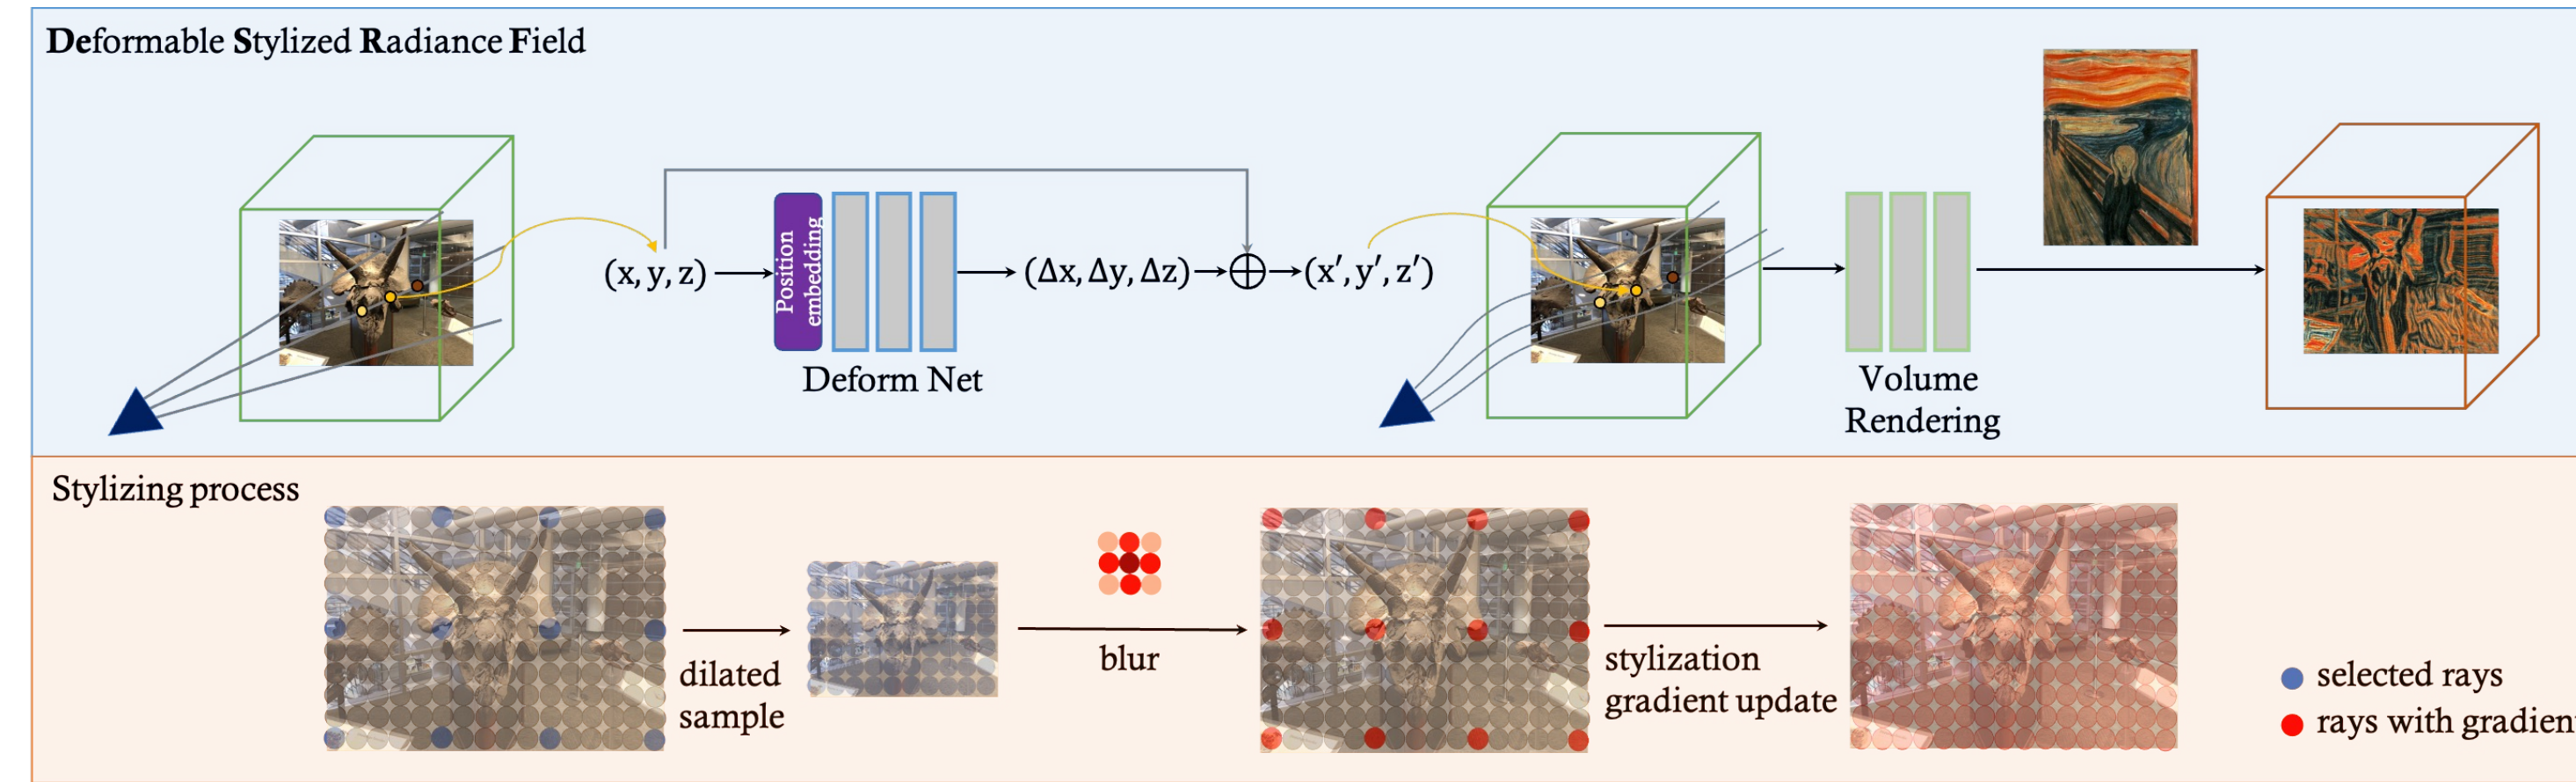 Deformable Stylized Radiance Field
(x, y, z)
Position
embedding
Deform Net
(Δx, Δy, Δz)
(x′, y′, z′)
Volume
Rendering
Stylizing process
dilated
sample
blur
stylization
gradient update
selected rays
rays with gradien